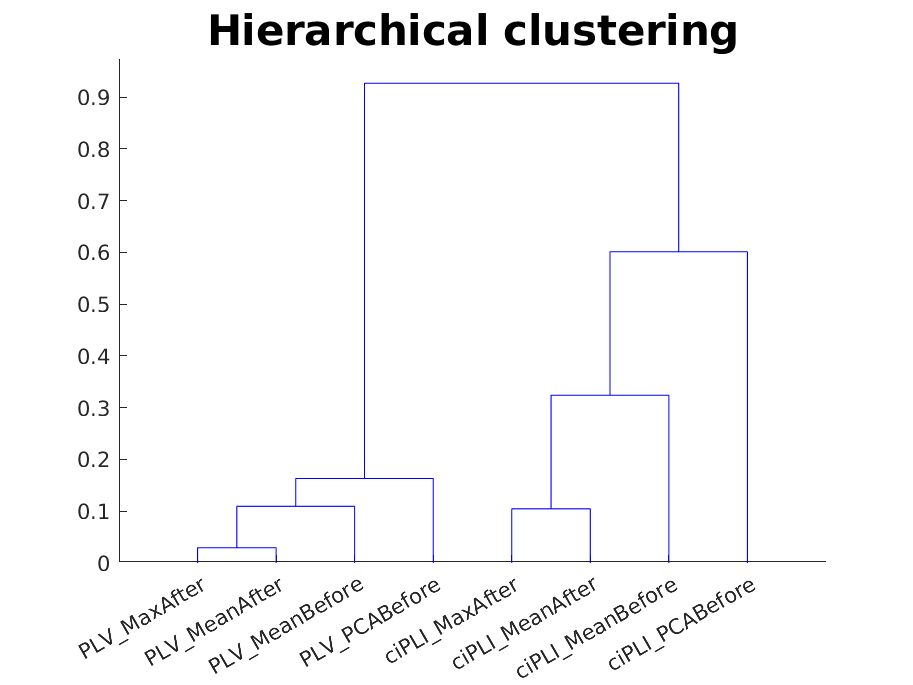 Hierarchical clustering
0.9
0.8
0.7
0.6
0.5
0.4
0.3
0.2
0.1
0
PLV_MaxAfter
PLV_MeanAfter
PLV_MeanBefore
PLV_PCABefore
ciPLI_MaxAfter
ciPLI_MeanAfter
ciPLI_MeanBefore
ciPLI_PCABefore